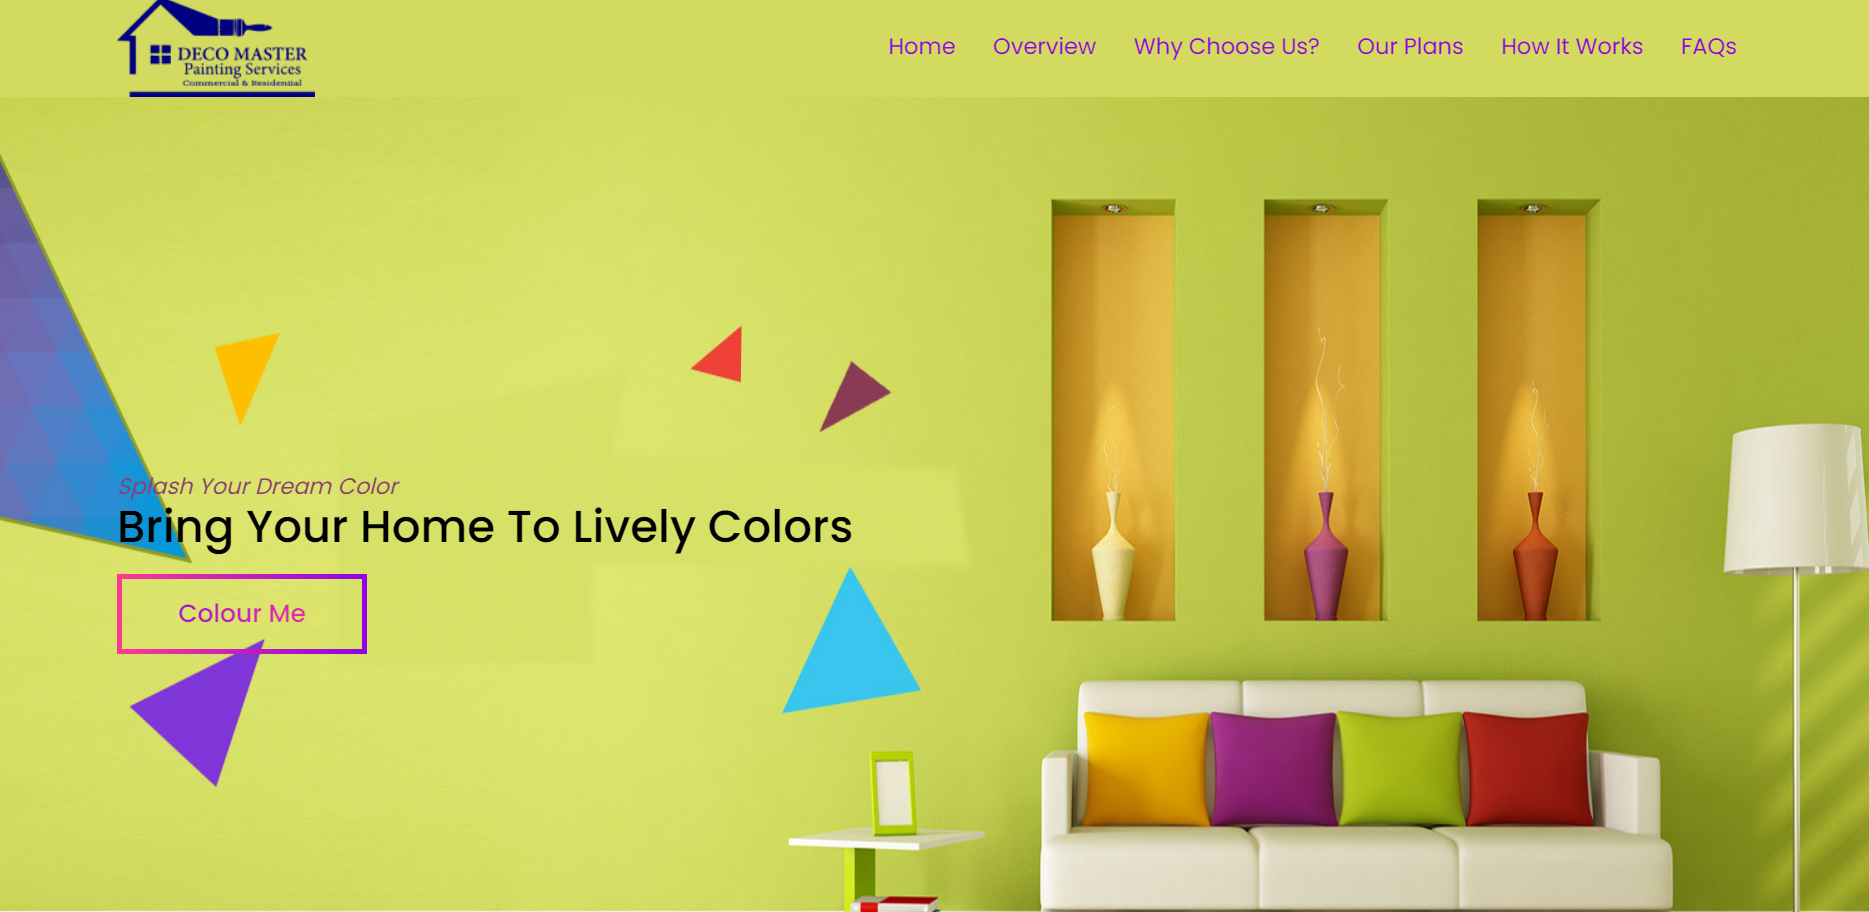 DECO MASTER
Painting Services
Commercial & Residential
Home Overview Why Choose Us? Our Plans How It Works FAQs
Splash Your Dream Color
Bring Your Home To Lively Colors
Colour Me